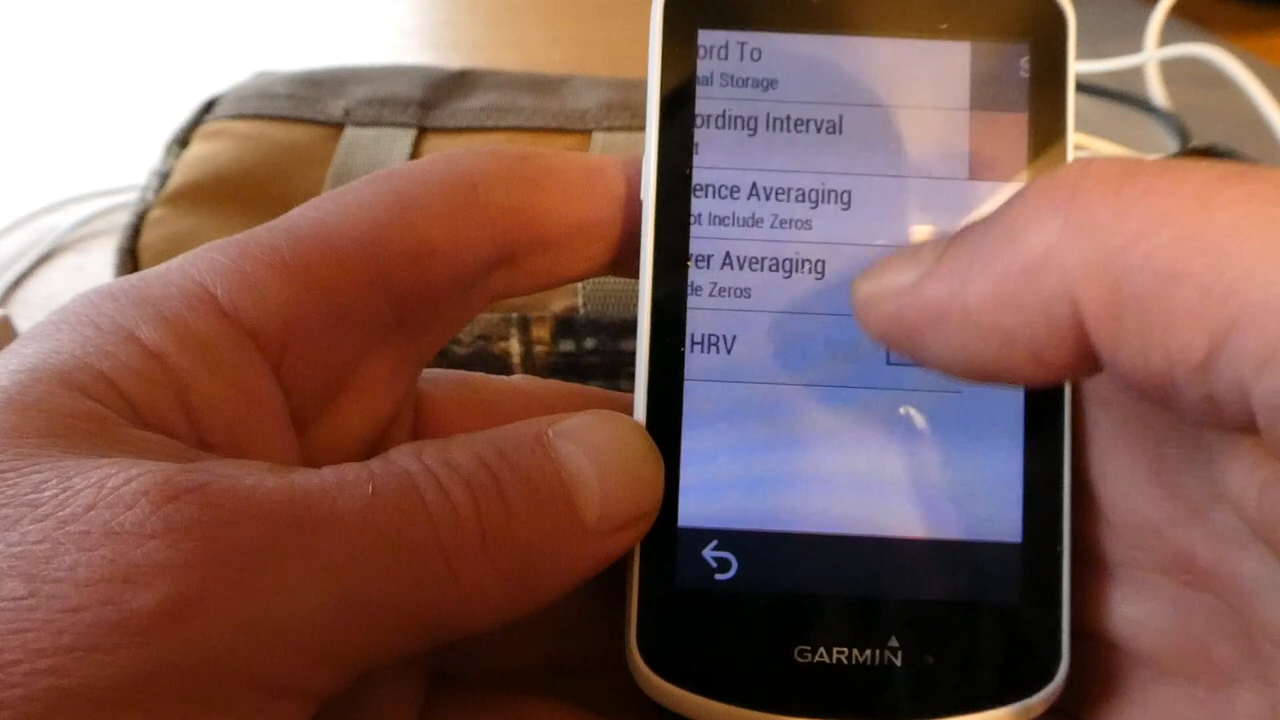 ord To
al Storage
ording Interval
t
ence Averaging
ot Include Zeros
er Averaging
de Zeros
HRV
GARMIN